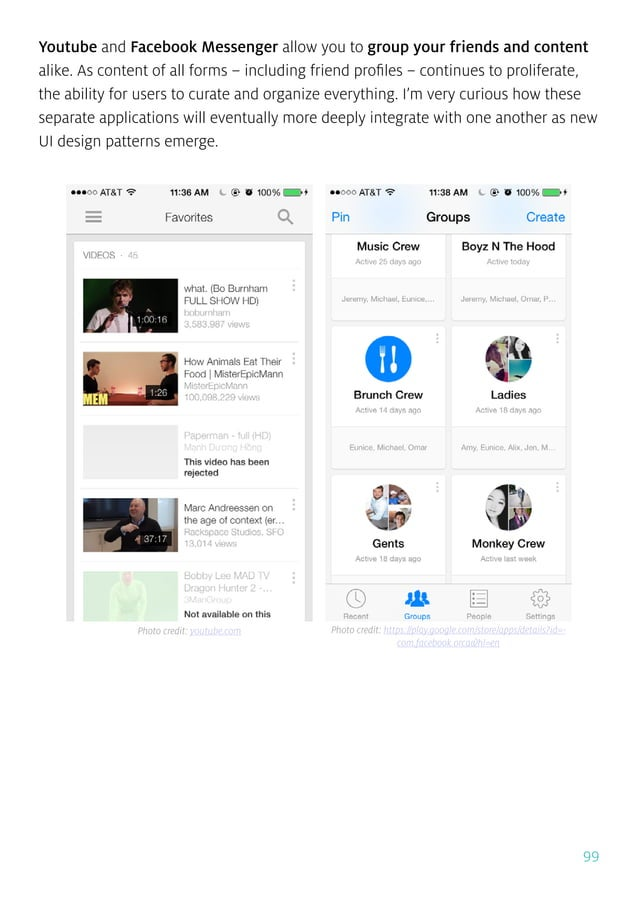 Youtube and Facebook Messenger allow you to group your friends and content
alike. As content of all forms – including friend profiles – continues to proliferate,
the ability for users to curate and organize everything. I’m very curious how these
separate applications will eventually more deeply integrate with one another as new
UI design patterns emerge.
AT&T 11:36 AM 100%
Favorites
VIDEOS · 45
what. (Bo Burnham
FULL SHOW HD)
boburnham
3,583,987 views
1:00:16
How Animals Eat Their
Food | MisterEpicMann
MisterEpicMann
100,098,229 views
1:26
MEM
Paperman - full (HD)
Manh Dương Hồng
This video has been
rejected
Marc Andreessen on
the age of context (er...
Rackspace Studios, SFO
13,014 views
37:17
Bobby Lee MAD TV
Dragon Hunter 2 -...
3ManGroup
Not available on this
Photo credit: youtube.com
AT&T 11:38 AM 100%
Pin Groups Create
Music Crew
Active 25 days ago
Jeremy, Michael, Eunice,...
Boyz N The Hood
Active today
Jeremy, Michael, Omar, P...
Brunch Crew
Active 14 days ago
Eunice, Michael, Omar
Ladies
Active 18 days ago
Amy, Eunice, Alix, Jen, M...
Gents
Active 18 days ago
Monkey Crew
Active last week
Recent Groups People Settings
Photo credit: https://play.google.com/store/apps/details?id=-
com.facebook.orca@hl=en
99